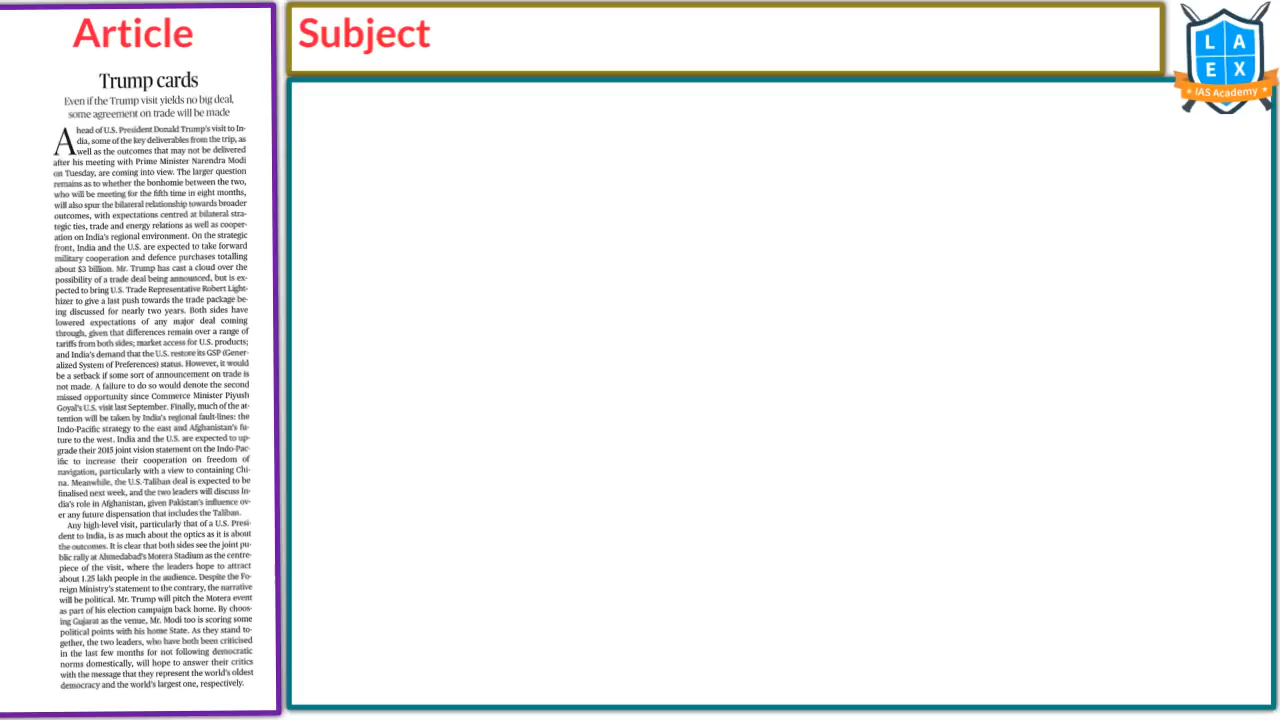 Article
Trump cards
Even if the Trump visit yields no big deal,
some agreement on trade will be made
Ahead of U.S. President Donald Trump's visit to In-
dia, some of the key deliverables from the trip, as
well as the outcomes that may not be delivered
after his meeting with Prime Minister Narendra Modi
on Tuesday, are coming into view. The larger question
remains as to whether the bonhomie between the two,
who will be meeting for the fifth time in eight months,
will also spur the bilateral relationship towards broader
outcomes, with expectations centred at bilateral stra-
tegic ties, trade and energy relations as well as cooper-
ation on India's regional environment. On the strategic
front, India and the U.S. are expected to take forward
military cooperation and defence purchases totalling
about $3 billion. Mr. Trump has cast a cloud over the
possibility of a trade deal being announced, but is ex-
pected to bring U.S. Trade Representative Robert Light-
hizer to give a last push towards the trade package be-
ing discussed for nearly two years. Both sides have
lowered expectations of any major deal coming
through, given that differences remain over a range of
tariffs from both sides; market access for U.S. products;
and India's demand that the U.S. restore its GSP (Gener-
alized System of Preferences) status. However, it would
be a setback if some sort of announcement on trade is
not made. A failure to do so would denote the second
missed opportunity since Commerce Minister Piyush
Goyal's U.S. visit last September. Finally, much of the at-
tention will be taken by India's regional fault-lines: the
Indo-Pacific strategy to the east and Afghanistan's fu-
ture to the west. India and the U.S. are expected to up-
grade their 2015 joint vision statement on the Indo-Pac-
ific to increase their cooperation on freedom of
navigation, particularly with a view to containing Chi-
na. Meanwhile, the U.S.-Taliban deal is expected to be
finalised next week, and the two leaders will discuss In-
dia's role in Afghanistan, given Pakistan's influence ov-
er any future dispensation that includes the Taliban.
Any high-level visit, particularly that of a U.S. Presi-
dent to India, is as much about the optics as it is about
the outcomes. It is clear that both sides see the joint pu-
blic rally at Ahmedabad's Motera Stadium as the centre-
piece of the visit, where the leaders hope to attract
about 1.25 lakh people in the audience. Despite the Fo-
reign Ministry's statement to the contrary, the narrative
will be political. Mr. Trump will pitch the Motera event
as part of his election campaign back home. By choos-
ing Gujarat as the venue, Mr. Modi too is scoring some
political points with his home State. As they stand to-
gether, the two leaders, who have both been criticised
in the last few months for not following democratic
norms domestically, will hope to answer their critics
with the message that they represent the world's oldest
democracy and the world's largest one, respectively.
Subject
LAEX
IAS Academy